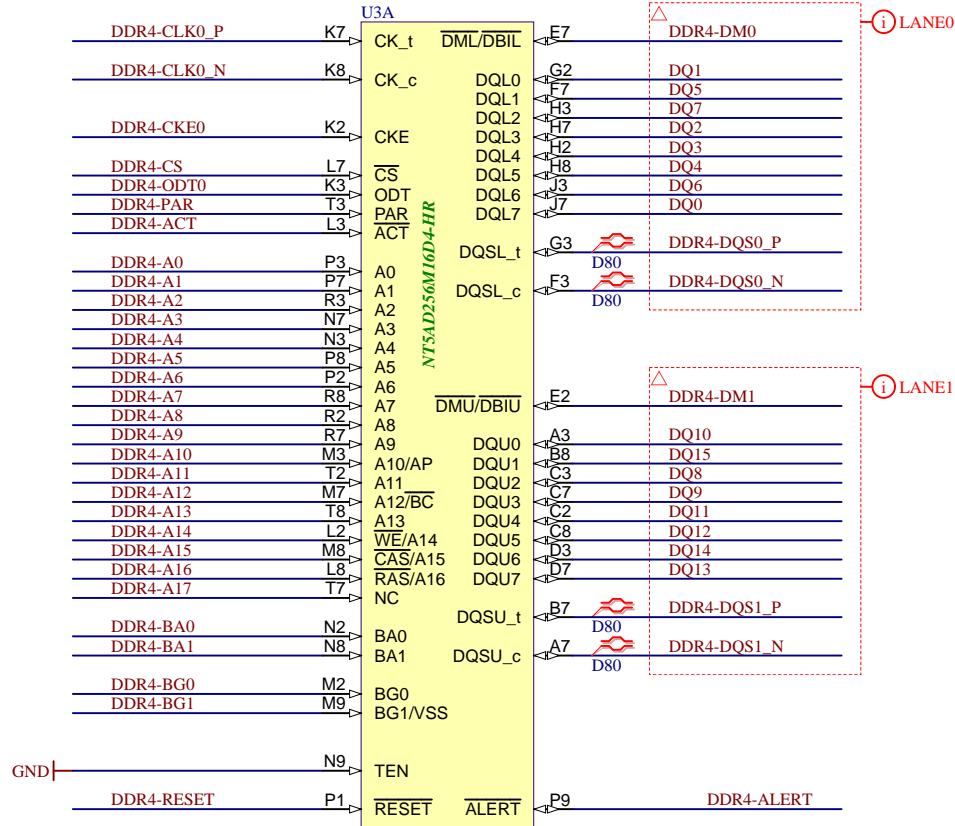 U3A
DDR4-CLK0_P K7 CK_t DML/DBIL E7 DDR4-DM0 LANE0
DDR4-CLK0_N K8 CK_c DQL0 G2 DQ1
DQL1 F7 DQ5
DQL2 H3 DQ7
DDR4-CKE0 K2 CKE DQL3 H7 DQ2
DQL4 H2 DQ3
DDR4-CS L7 CS DQL5 H8 DQ4
DDR4-ODT0 K3 ODT DQL6 J3 DQ6
DDR4-PAR T3 PAR DQL7 J7 DQ0
DDR4-ACT L3 ACT
DQSL_t G3 DDR4-DQS0_P
D80
DDR4-A0 P3 A0
DDR4-A1 P7 A1 DQSL_c F3 DDR4-DQS0_N
D80
DDR4-A2 R3 A2
DDR4-A3 N7 A3
DDR4-A4 N3 A4
DDR4-A5 P8 A5
DDR4-A6 P2 A6
NT5AD256M16D4-HR
DDR4-A7 R8 A7 DMU/DBIU E2 DDR4-DM1 LANE1
DDR4-A8 R2 A8
DDR4-A9 R7 A9 DQU0 A3 DQ10
DDR4-A10 M3 A10/AP DQU1 B8 DQ15
DDR4-A11 T2 A11 DQU2 C3 DQ8
DDR4-A12 M7 A12/BC DQU3 C7 DQ9
DDR4-A13 T8 A13 DQU4 C2 DQ11
DDR4-A14 L2 WE/A14 DQU5 C8 DQ12
DDR4-A15 M8 CAS/A15 DQU6 D3 DQ14
DDR4-A16 L8 RAS/A16 DQU7 D7 DQ13
DDR4-A17 T7 NC
DQSU_t B7 DDR4-DQS1_P
D80
DDR4-BA0 N2 BA0
DDR4-BA1 N8 BA1 DQSU_c A7 DDR4-DQS1_N
D80
DDR4-BG0 M2 BG0
DDR4-BG1 M9 BG1/VSS
GND N9 TEN
DDR4-RESET P1 RESET ALERT P9 DDR4-ALERT